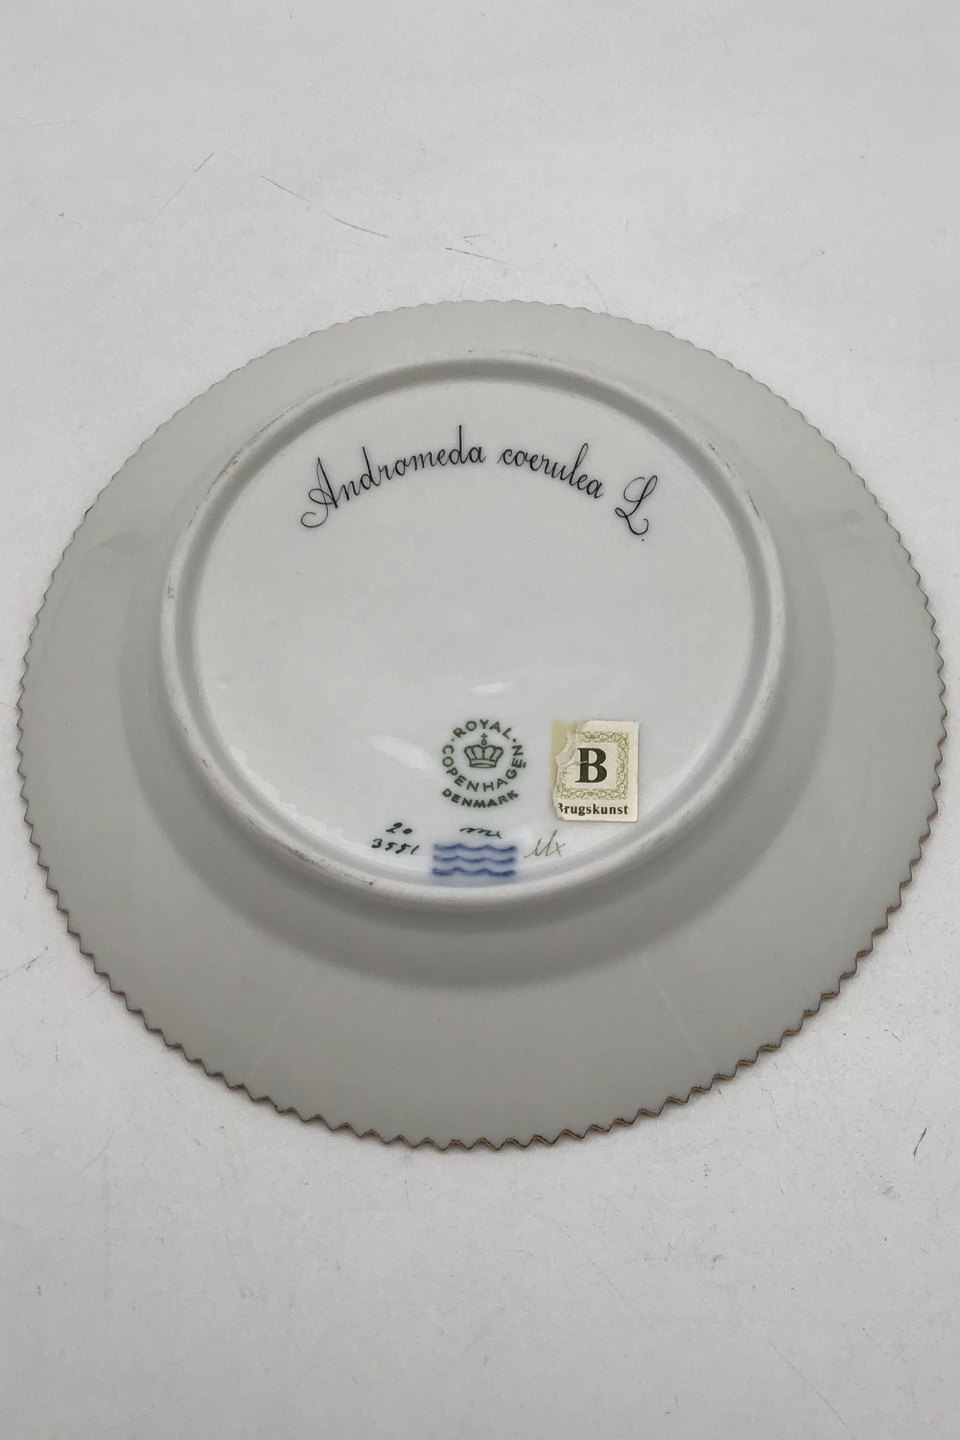 Andromeda coerulea L.
ROYAL COPENHAGEN
DENMARK
B
Brugskunst
20
3551